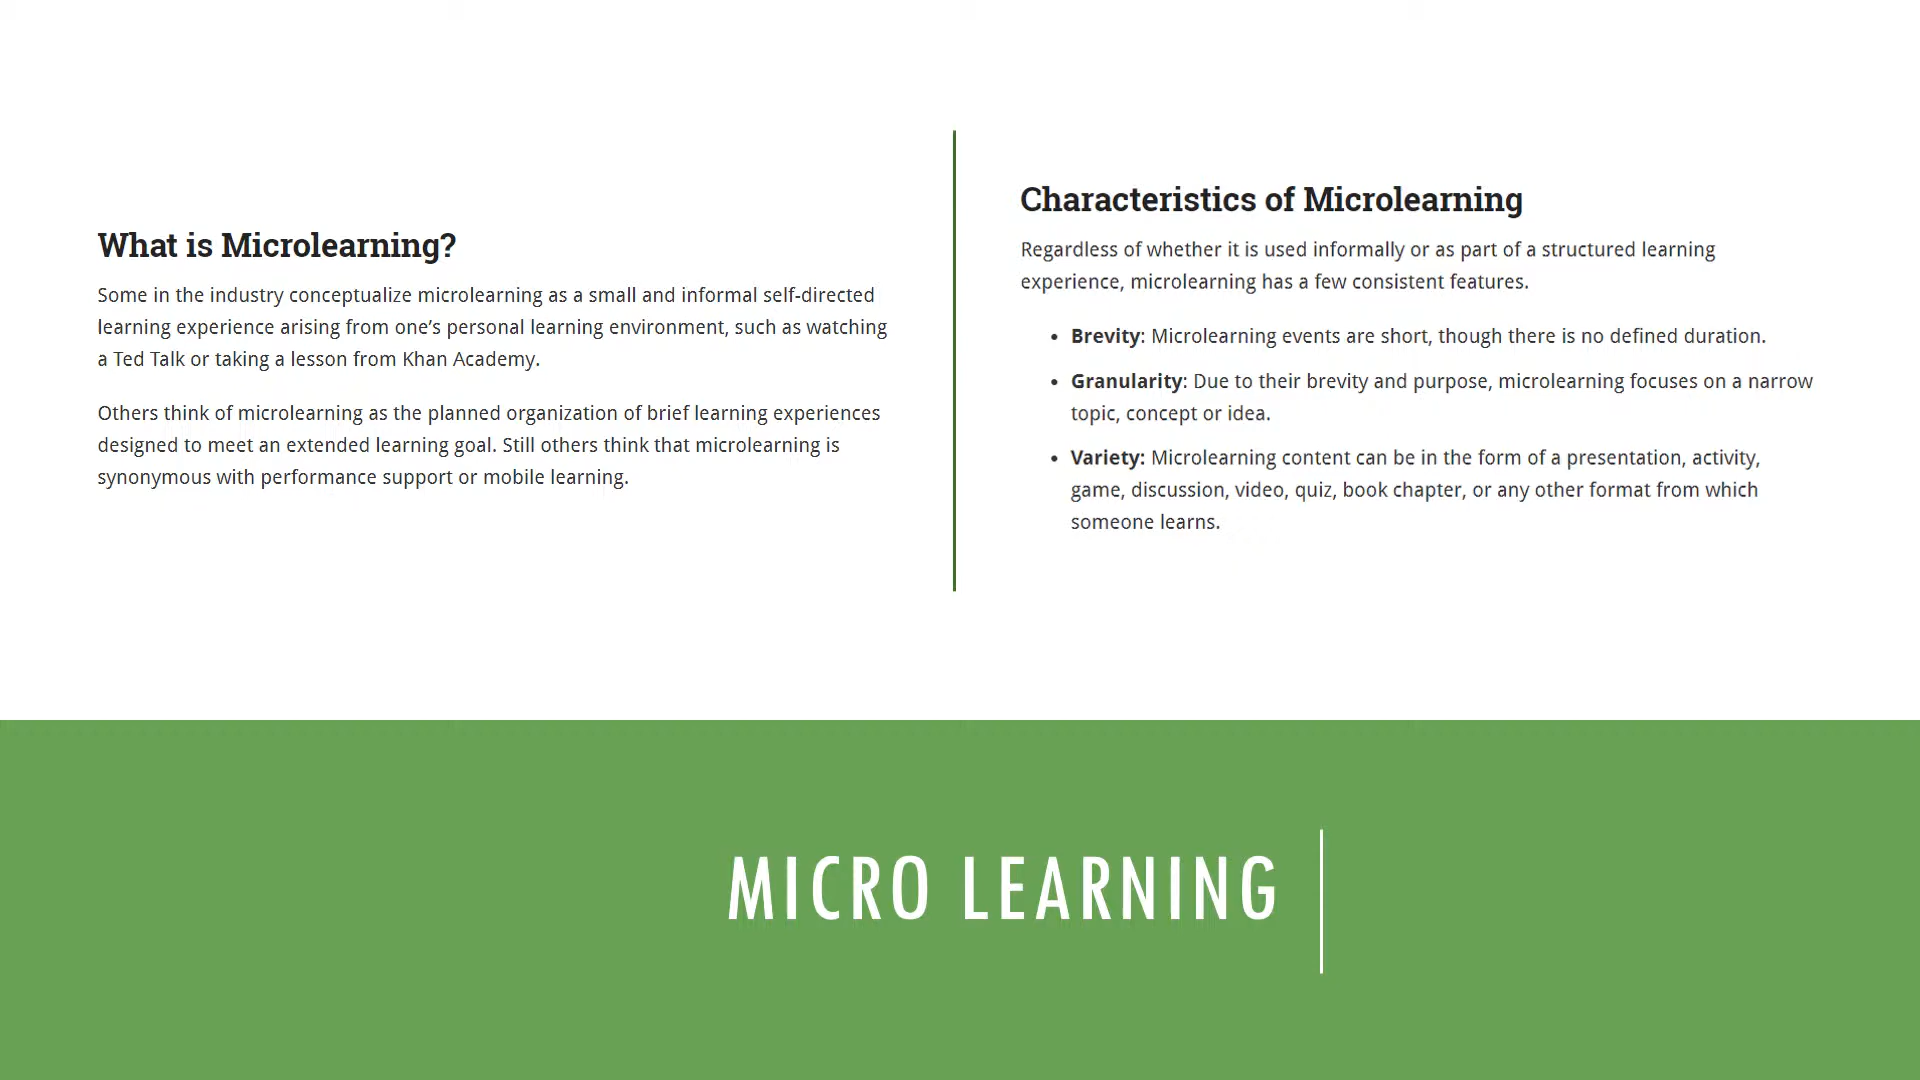 What is Microlearning?
Some in the industry conceptualize microlearning as a small and informal self-directed
learning experience arising from one’s personal learning environment, such as watching
a Ted Talk or taking a lesson from Khan Academy.
Others think of microlearning as the planned organization of brief learning experiences
designed to meet an extended learning goal. Still others think that microlearning is
synonymous with performance support or mobile learning.
Characteristics of Microlearning
Regardless of whether it is used informally or as part of a structured learning
experience, microlearning has a few consistent features.
• Brevity: Microlearning events are short, though there is no defined duration.
• Granularity: Due to their brevity and purpose, microlearning focuses on a narrow
topic, concept or idea.
• Variety: Microlearning content can be in the form of a presentation, activity,
game, discussion, video, quiz, book chapter, or any other format from which
someone learns.
MICRO LEARNING